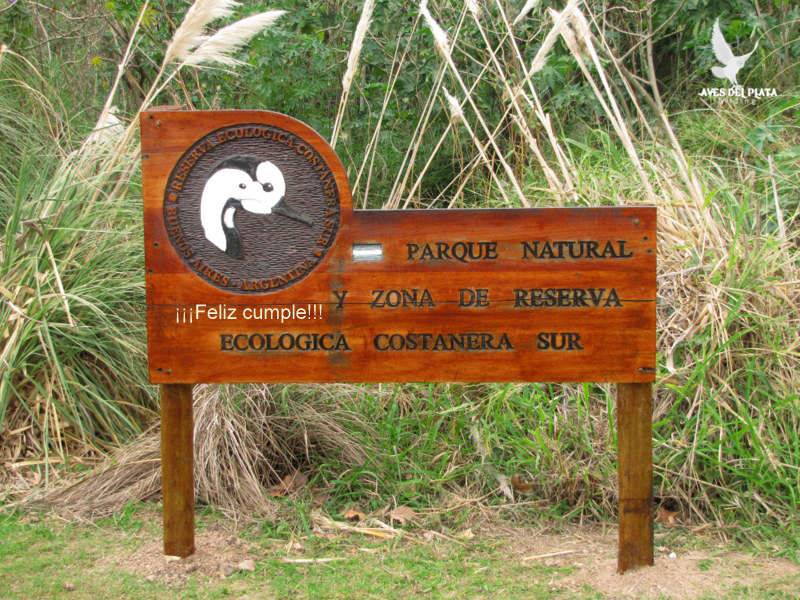 AVES DEL PLATA
RESERVA ECOLOGICA COSTANERA SUR
BUENOS AIRES - ARGENTINA
PARQUE NATURAL
¡¡¡Feliz cumple!!!
Y ZONA DE RESERVA
ECOLOGICA COSTANERA SUR